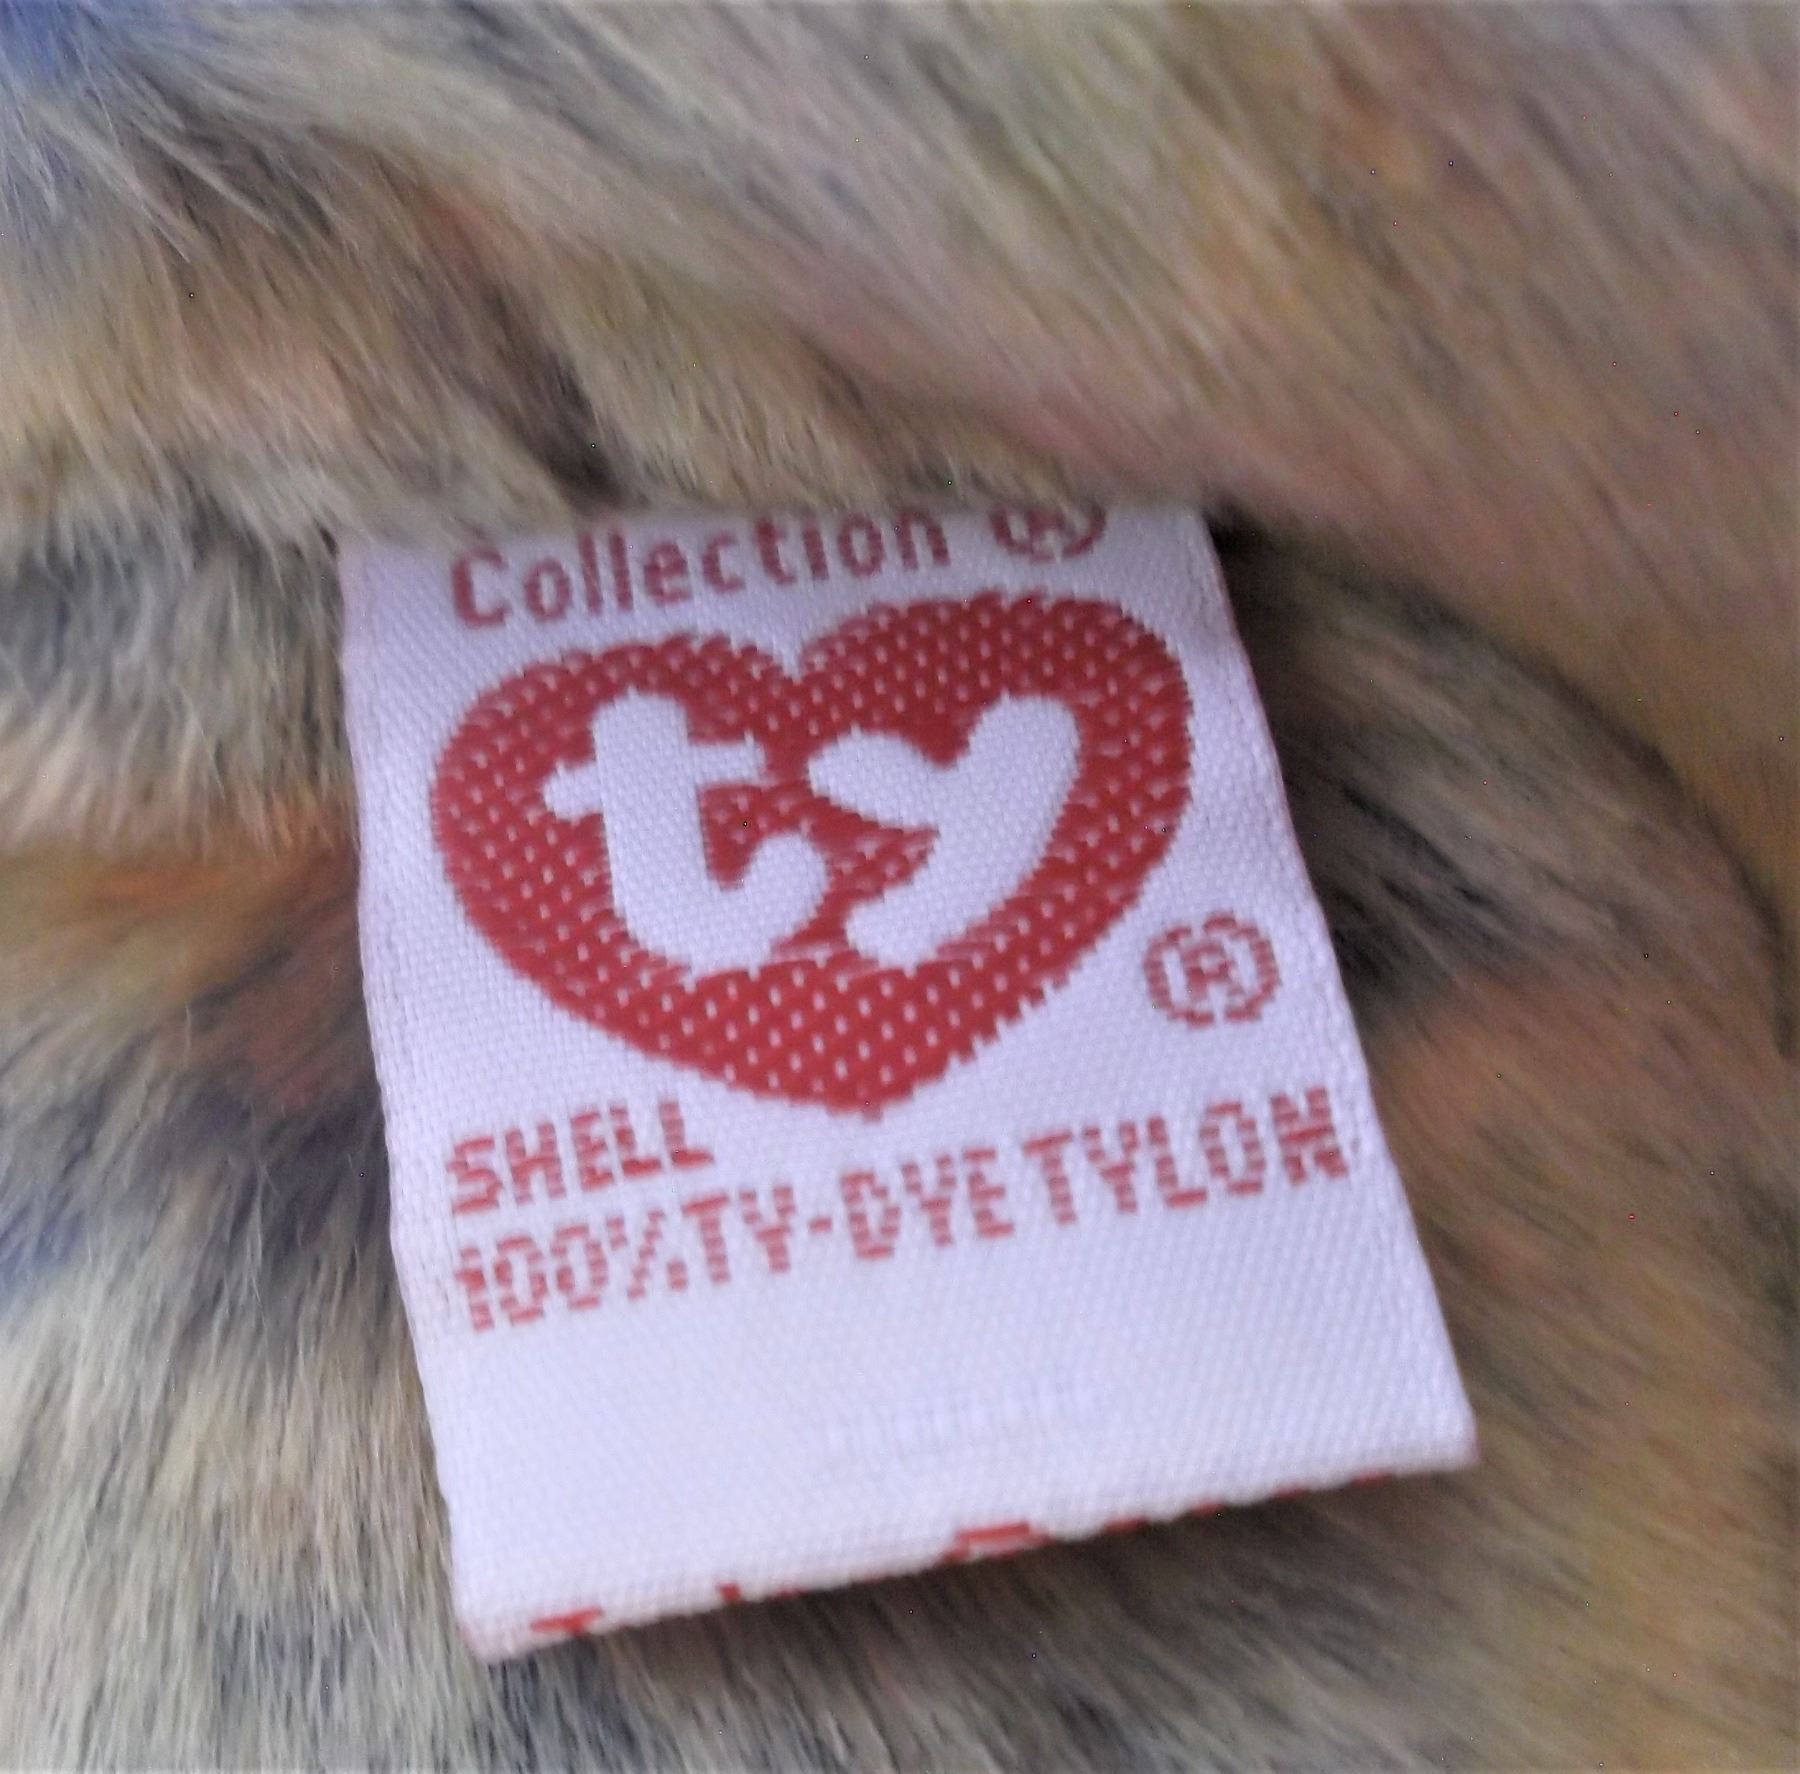 Collection ®
ty
®
SHELL
100% TY-DYE TYLON